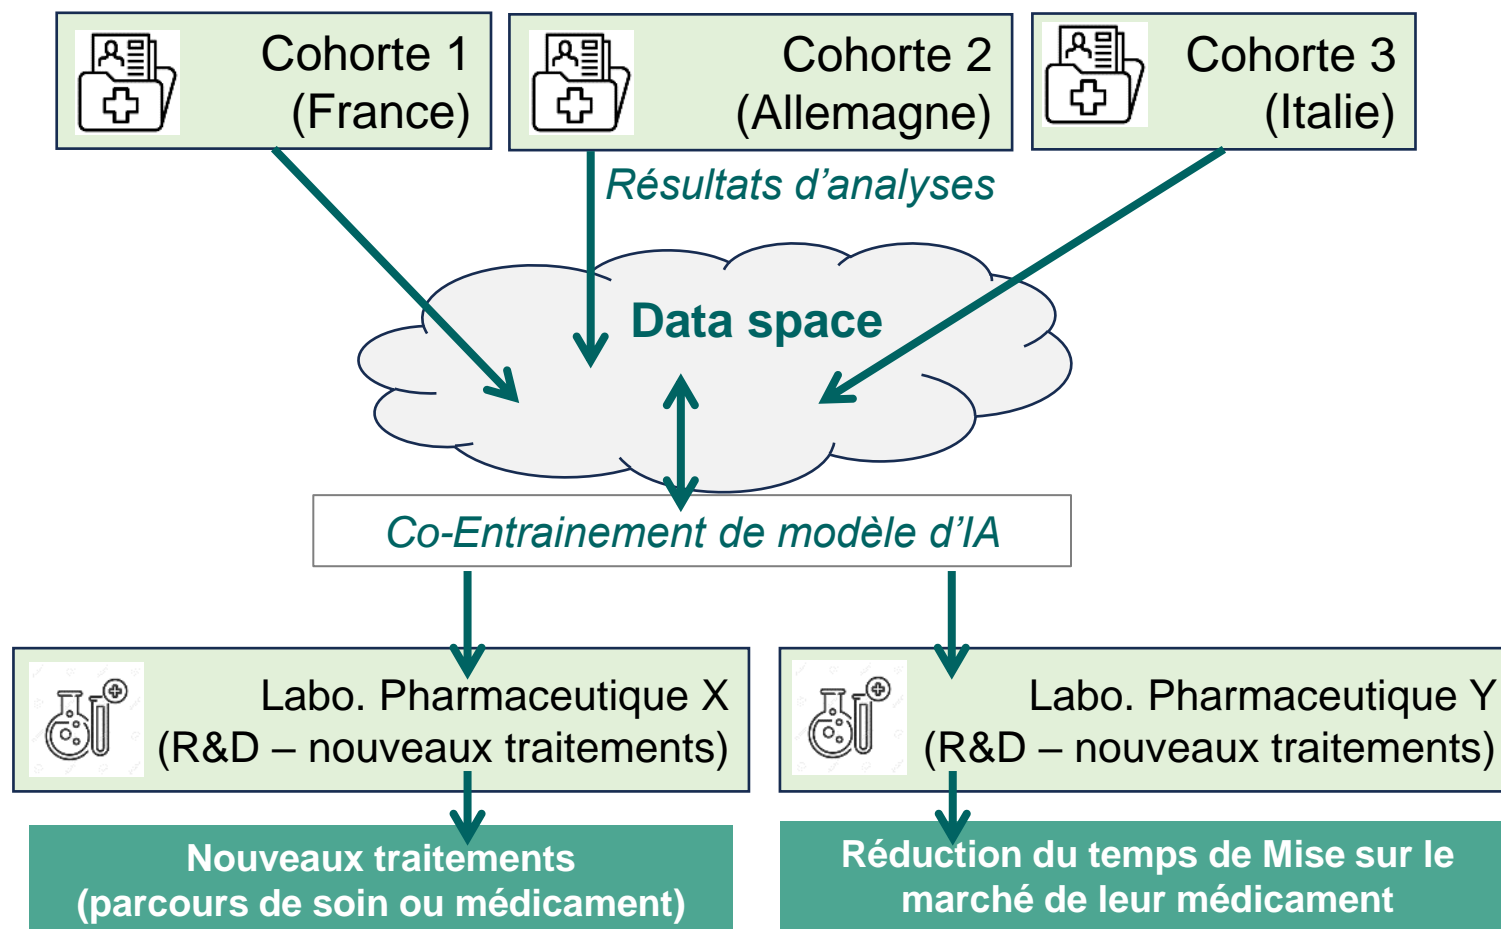 Cohorte 1
(France)
Cohorte 2
(Allemagne)
Cohorte 3
(Italie)
Résultats d’analyses
Data space
Co-Entrainement de modèle d’IA
Labo. Pharmaceutique X
(R&D – nouveaux traitements)
Labo. Pharmaceutique Y
(R&D – nouveaux traitements)
Nouveaux traitements
(parcours de soin ou médicament)
Réduction du temps de Mise sur le
marché de leur médicament